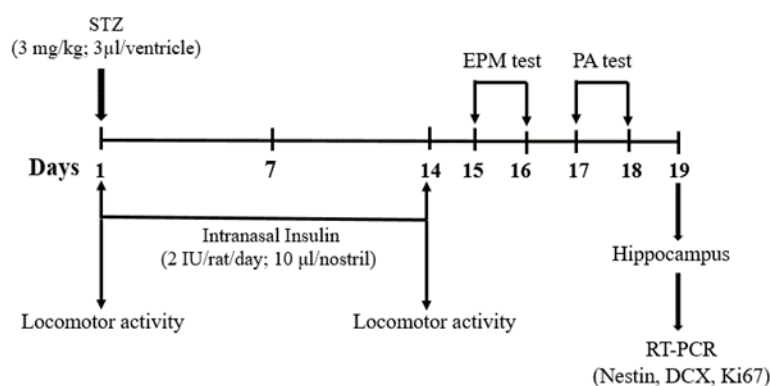 STZ
(3 mg/kg; 3µl/ventricle)
EPM test
PA test
Days
1
7
14
15
16
17
18
19
Intranasal Insulin
(2 IU/rat/day; 10 µl/nostril)
Hippocampus
Locomotor activity
Locomotor activity
RT-PCR
(Nestin, DCX, Ki67)